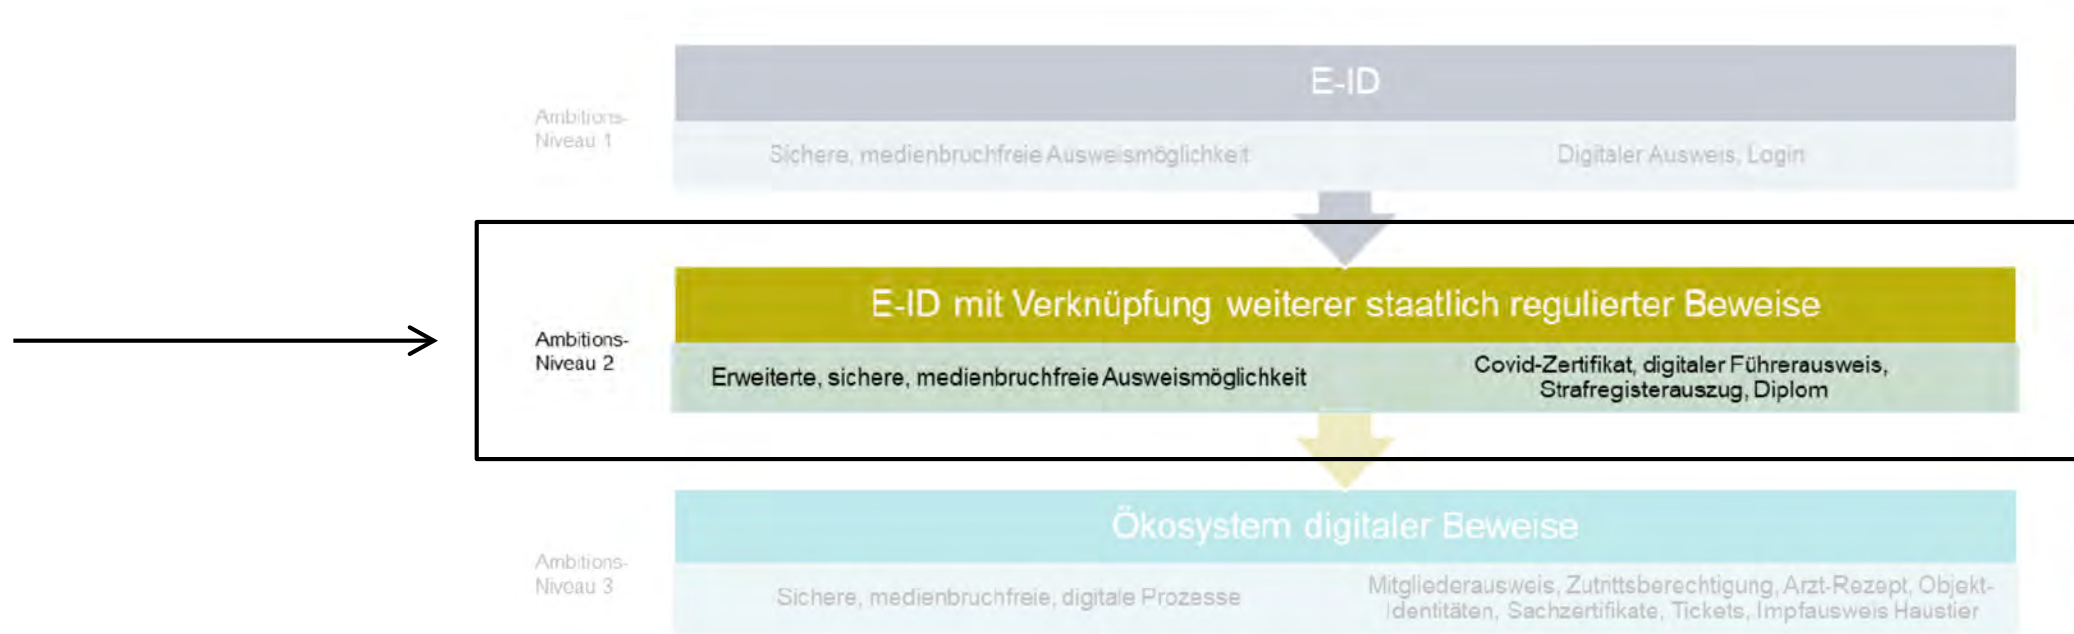 E-ID
Ambitions-
Niveau 1
Sichere, medienbruchfreie Ausweismöglichkeit
Digitaler Ausweis, Login
E-ID mit Verknüpfung weiterer staatlich regulierter Beweise
Ambitions-
Niveau 2
Erweiterte, sichere, medienbruchfreie Ausweismöglichkeit
Covid-Zertifikat, digitaler Führerausweis,
Strafregisterauszug, Diplom
Ökosystem digitaler Beweise
Ambitions-
Niveau 3
Sichere, medienbruchfreie, digitale Prozesse
Mitgliederausweis, Zutrittsberechtigung, Arzt-Rezept, Objekt-
Identitäten, Sachzertifikate, Tickets, Impfausweis Haustier